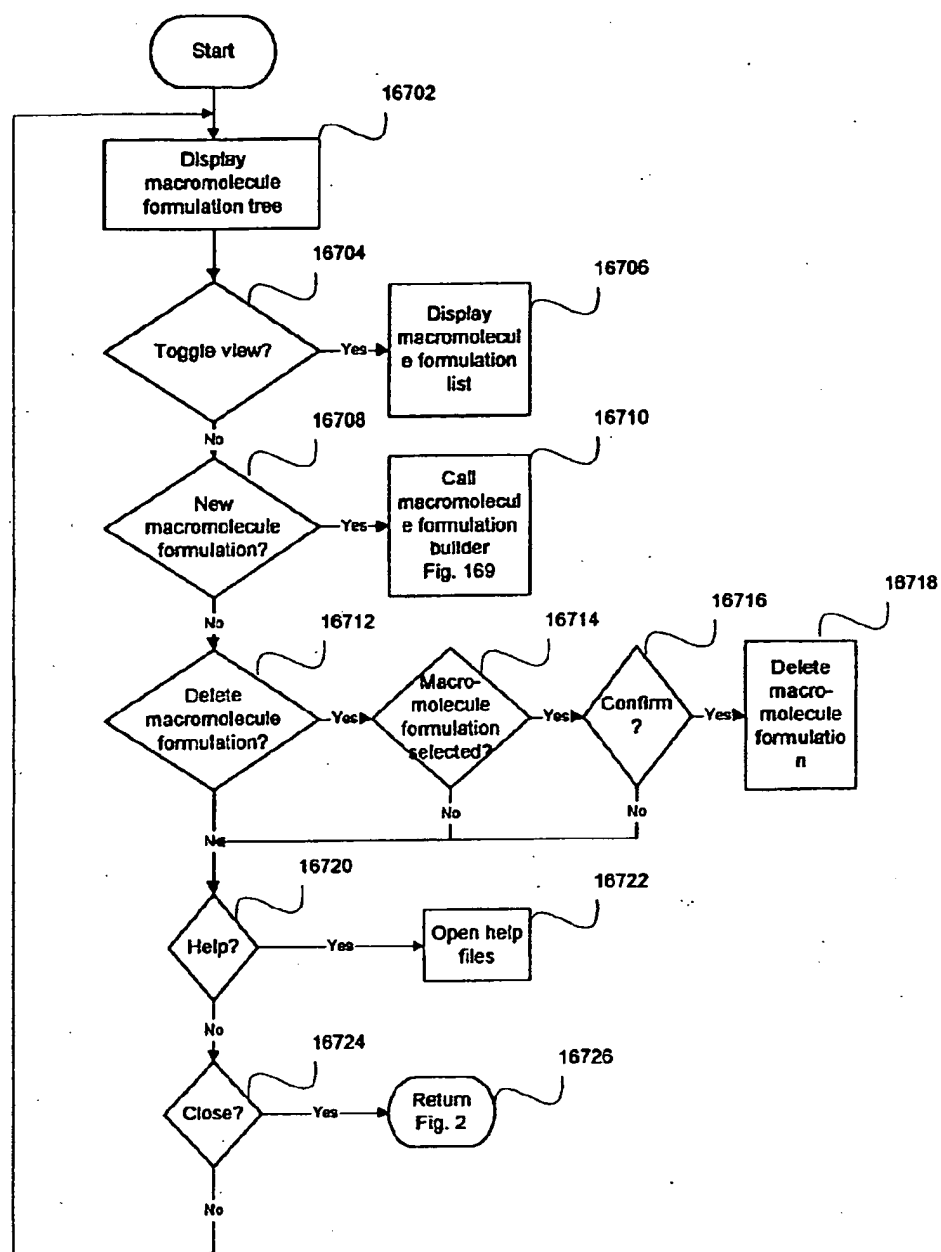 Start
16702
Display
macromolecule
formulation tree
16704
Toggle view?
Yes
16706
Display
macromolecul
e formulation
list
No
16708
New
macromolecule
formulation?
Yes
16710
Call
macromolecul
e formulation
builder
Fig. 169
No
16712
Delete
macromolecule
formulation?
Yes
16714
Macro-
molecule
formulation
selected?
Yes
16716
Confirm
?
Yes
16718
Delete
macro-
molecule
formulatio
n
No
No
N
16720
Help?
Yes
16722
Open help
files
No
16724
Close?
Yes
16726
Return
Fig. 2
No